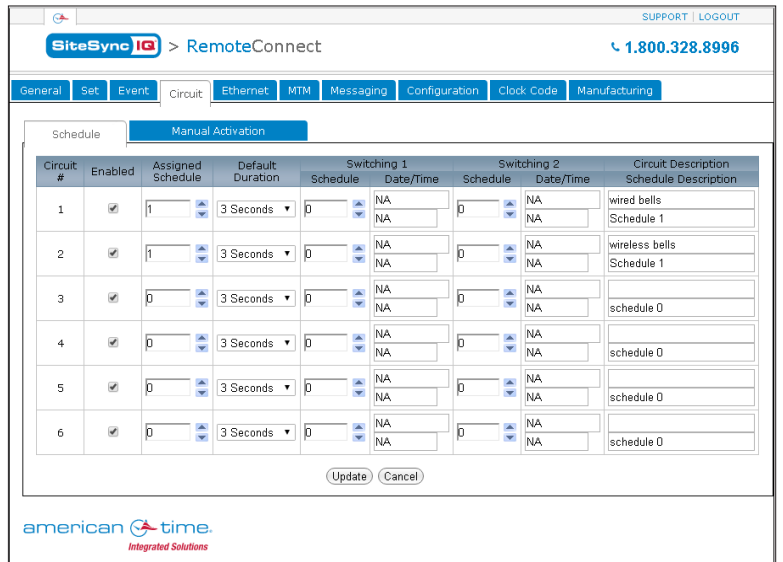 SUPPORT | LOGOUT
SiteSync IQ > RemoteConnect
1.800.328.8996
General Set Event Circuit Ethernet MTM Messaging Configuration Clock Code Manufacturing
Schedule Manual Activation
Circuit # Enabled Assigned Schedule Default Duration Switching 1 Switching 2 Circuit Description
Schedule Date/Time Schedule Date/Time Schedule Description
1 1 3 Seconds 0 NA 0 NA wired bells
NA NA Schedule 1
2 1 3 Seconds 0 NA 0 NA wireless bells
NA NA Schedule 1
3 0 3 Seconds 0 NA 0 NA
NA NA schedule 0
4 0 3 Seconds 0 NA 0 NA
NA NA schedule 0
5 0 3 Seconds 0 NA 0 NA
NA NA schedule 0
6 0 3 Seconds 0 NA 0 NA
NA NA schedule 0
Update Cancel
american time
Integrated Solutions